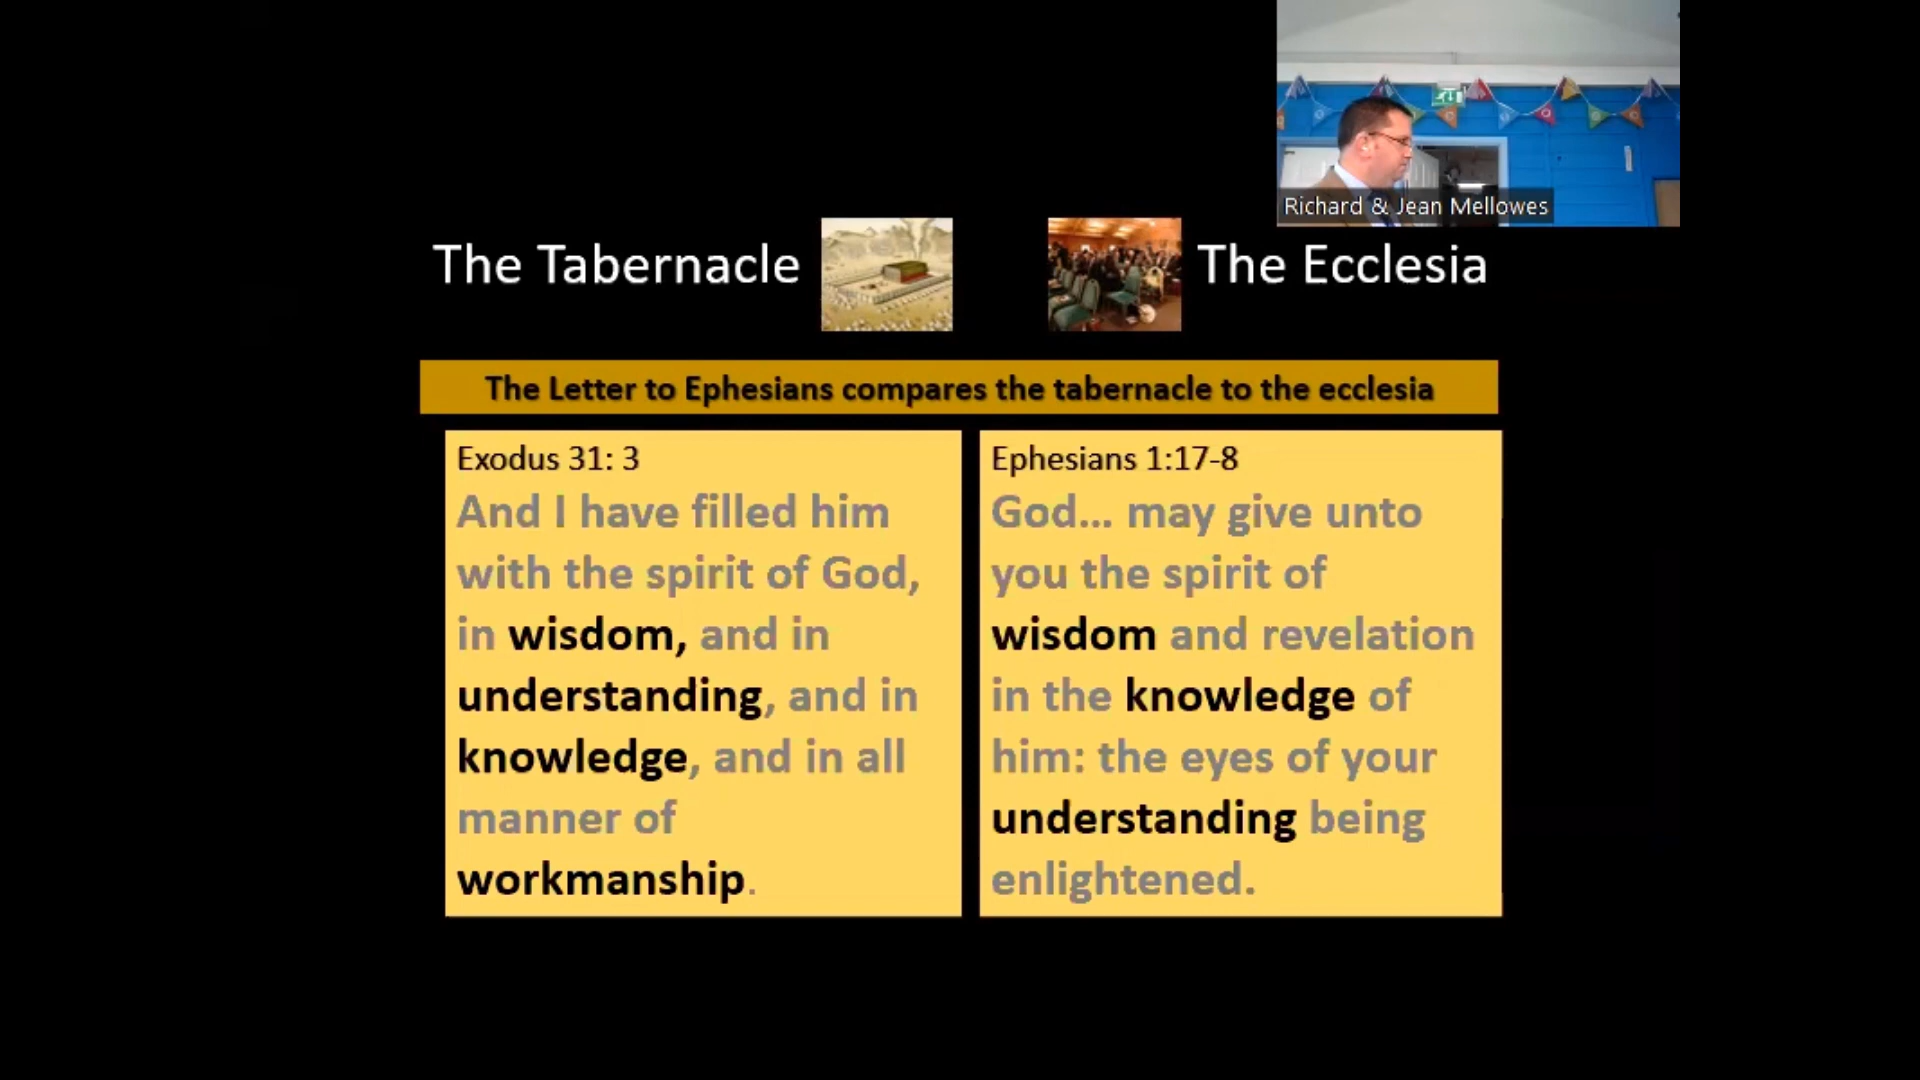 Richard & Jean Mellowes
The Tabernacle
The Ecclesia
The Letter to Ephesians compares the tabernacle to the ecclesia
Exodus 31: 3
And I have filled him
with the spirit of God,
in wisdom, and in
understanding, and in
knowledge, and in all
manner of
workmanship.
Ephesians 1:17-8
God... may give unto
you the spirit of
wisdom and revelation
in the knowledge of
him: the eyes of your
understanding being
enlightened.